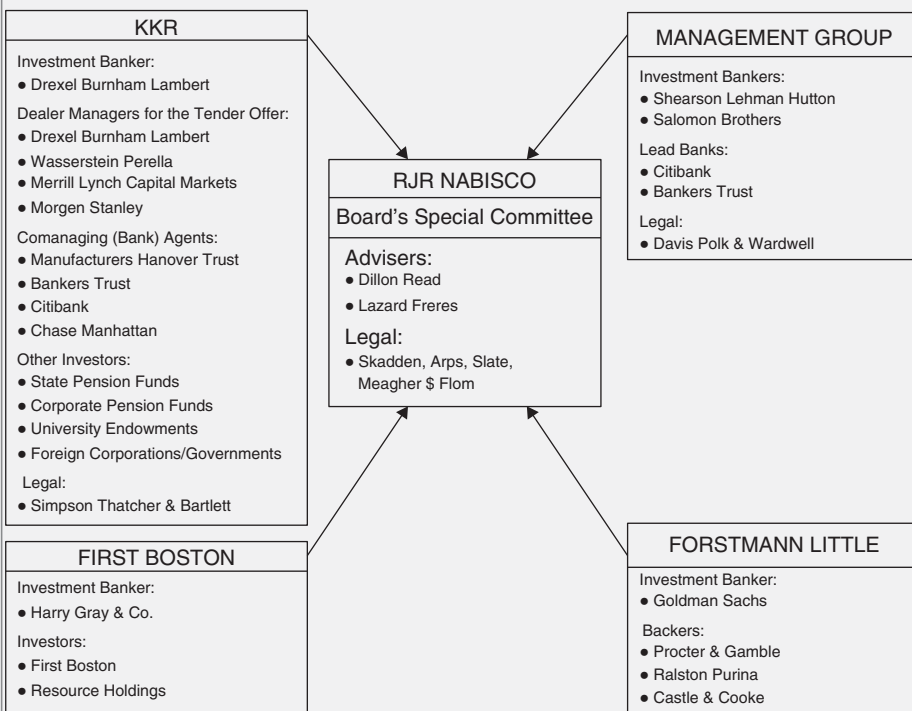 KKR
Investment Banker:
● Drexel Burnham Lambert
Dealer Managers for the Tender Offer:
● Drexel Burnham Lambert
● Wasserstein Perella
● Merrill Lynch Capital Markets
● Morgen Stanley
Comanaging (Bank) Agents:
● Manufacturers Hanover Trust
● Bankers Trust
● Citibank
● Chase Manhattan
Other Investors:
● State Pension Funds
● Corporate Pension Funds
● University Endowments
● Foreign Corporations/Governments
Legal:
● Simpson Thatcher & Bartlett
MANAGEMENT GROUP
Investment Bankers:
● Shearson Lehman Hutton
● Salomon Brothers
Lead Banks:
● Citibank
● Bankers Trust
Legal:
● Davis Polk & Wardwell
RJR NABISCO
Board's Special Committee
Advisers:
● Dillon Read
● Lazard Freres
Legal:
● Skadden, Arps, Slate,
Meagher $ Flom
FIRST BOSTON
Investment Banker:
● Harry Gray & Co.
Investors:
● First Boston
● Resource Holdings
FORSTMANN LITTLE
Investment Banker:
● Goldman Sachs
Backers:
● Procter & Gamble
● Ralston Purina
● Castle & Cooke